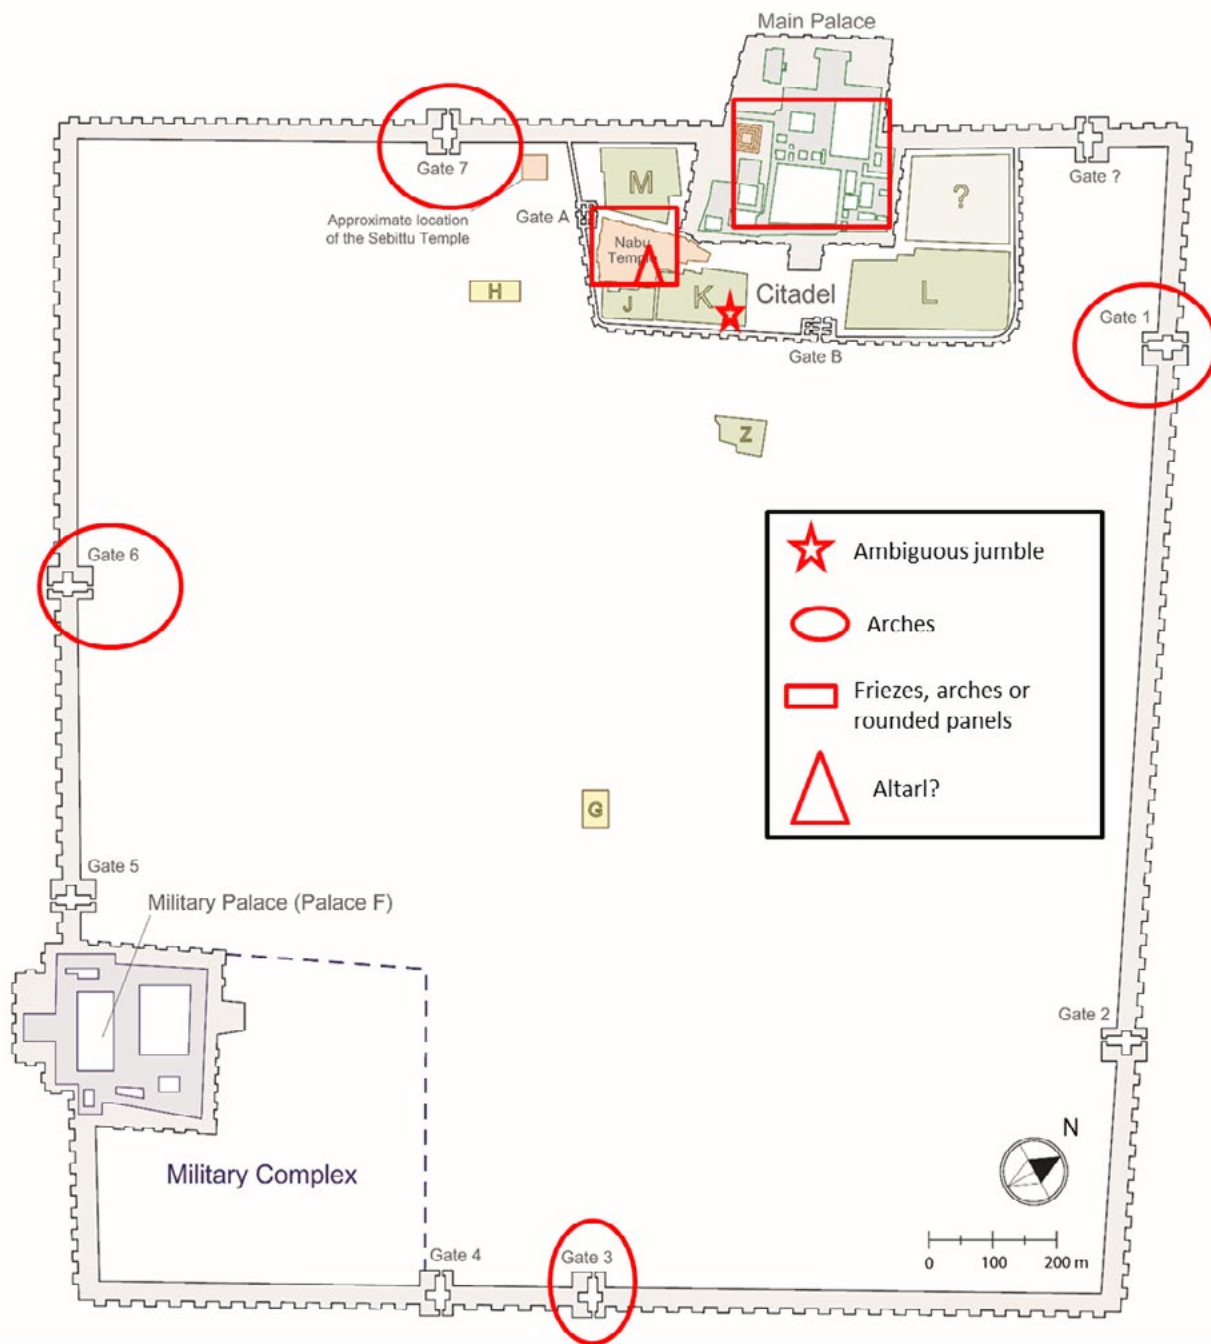 Main Palace
Gate 7
Gate ?
M
?
Gate A
Approximate location
of the Sebittu Temple
Nabu
Temple
H
J
K
Citadel
L
Gate 1
Gate B
Z
Gate 6
Ambiguous jumble
Arches
Friezes, arches or
rounded panels
Altarl?
G
Gate 5
Military Palace (Palace F)
Gate 2
N
Military Complex
Gate 4
Gate 3
0 100 200 m